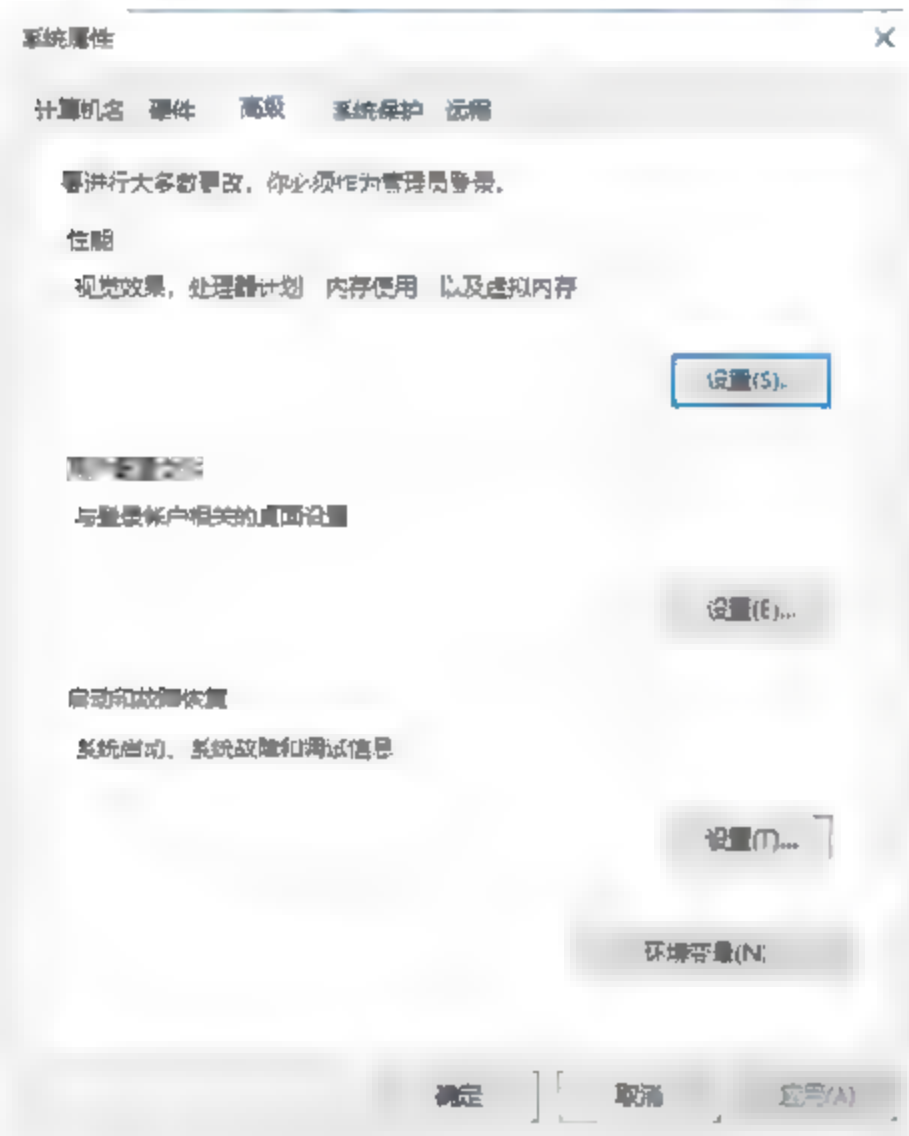 系统属性
计算机名 硬件 高级 系统保护 远程
要进行大多数更改，你必须作为管理员登录。
性能
视觉效果，处理器计划 内存使用 以及虚拟内存
设置(S)..
与登录帐户相关的桌面设置
设置(E)...
启动和故障恢复
系统启动、系统故障和调试信息
设置(T)...
环境变量(N)
确定 取消 应用(A)